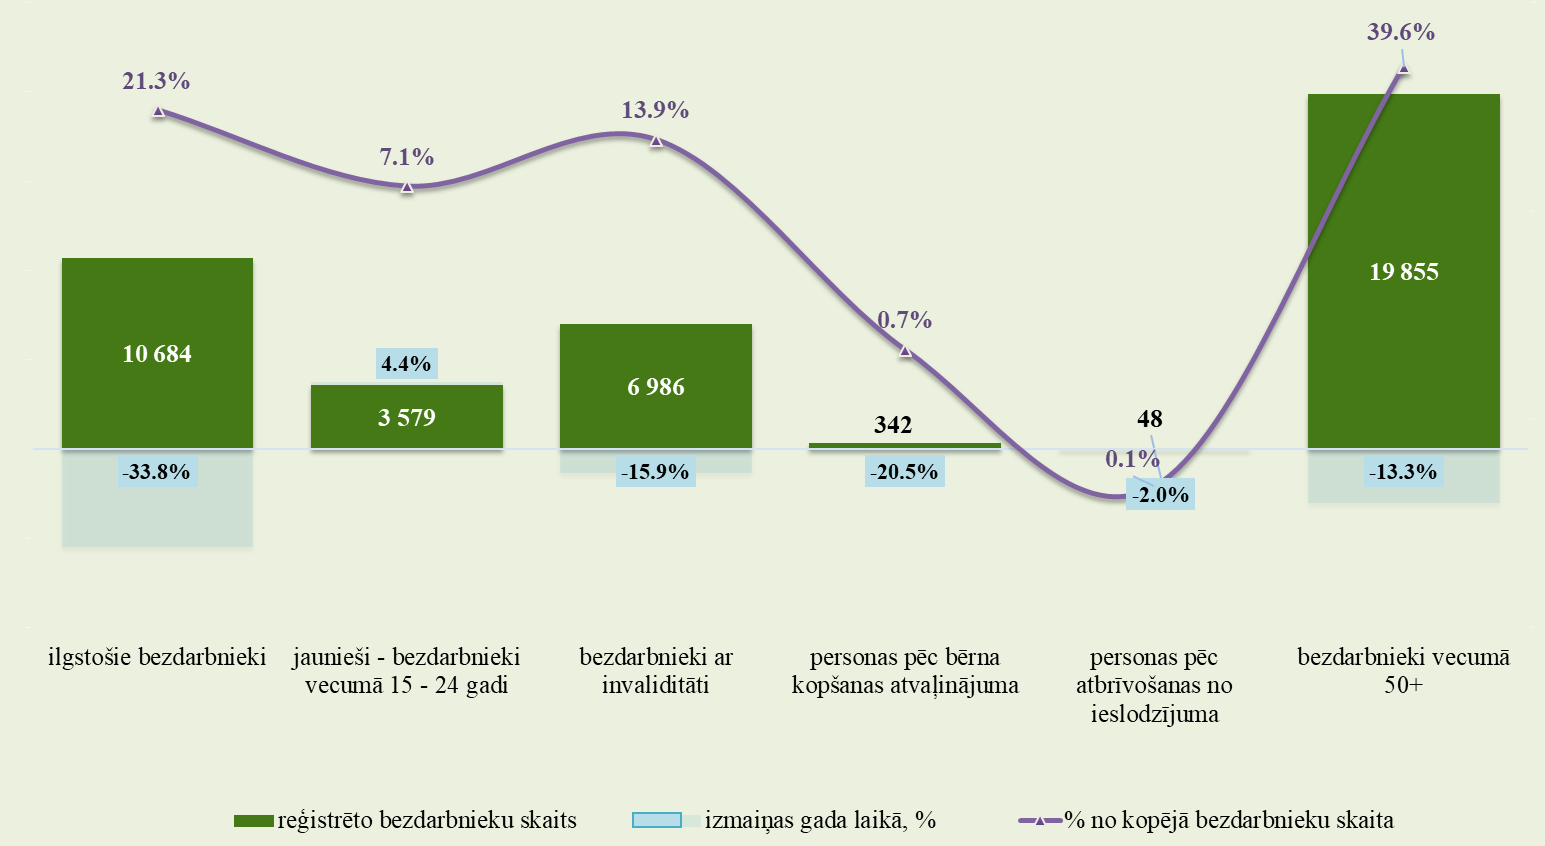 39.6%
21.3%
13.9%
7.1%
19 855
0.7%
10 684
4.4%
6 986
3 579
342
48
0.1%
-33.8%
-15.9%
-20.5%
-2.0%
-13.3%
ilgstošie bezdarbnieki
jaunieši - bezdarbnieki
vecumā 15 - 24 gadi
bezdarbnieki ar
invaliditāti
personas pēc bērna
kopšanas atvaļinājuma
personas pēc
atbrīvošanas no
ieslodzījuma
bezdarbnieki vecumā
50+
reģistrēto bezdarbnieku skaits
izmaiņas gada laikā, %
% no kopējā bezdarbnieku skaita